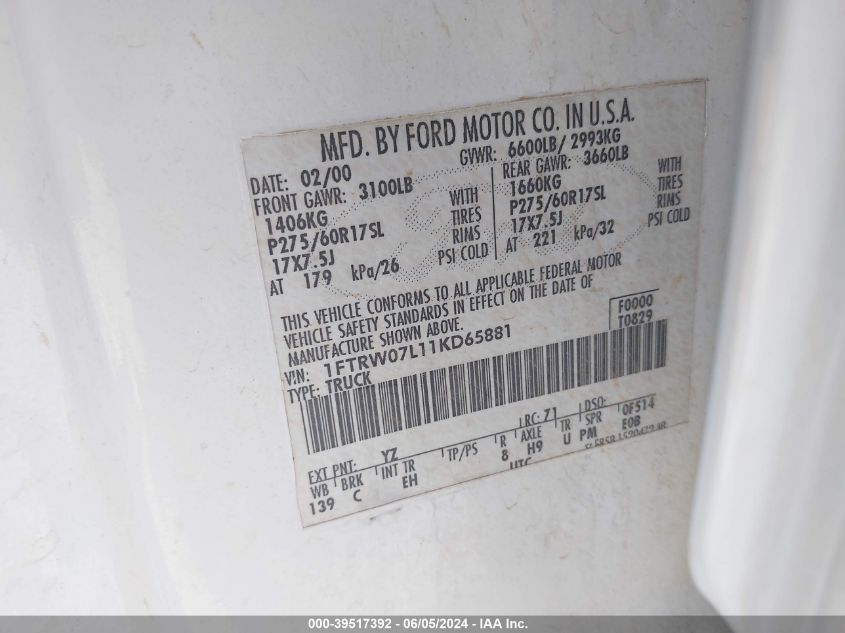 MFD. BY FORD MOTOR CO. IN U.S.A.
DATE: 02/00 GVWR: 6600LB/ 2993KG
FRONT GAWR: 3100LB REAR GAWR: 3660LB
1406KG WITH 1660KG WITH
P275/60R17SL TIRES P275/60R17SL TIRES
17X7.5J RIMS 17X7.5J RIMS
AT 179 kPa/26 PSI COLD AT 221 kPa/32 PSI COLD
THIS VEHICLE CONFORMS TO ALL APPLICABLE FEDERAL MOTOR
VEHICLE SAFETY STANDARDS IN EFFECT ON THE DATE OF
MANUFACTURE SHOWN ABOVE. F0000
VIN: 1FTRW07L11KD65881 T0829
TYPE: TRUCK
EXT PNT: YZ RC: 71 DSO:
WB BRK INT TR TP/PS R AXLE TR SPR 0F514
139 C EH 8 H9 U PM EOB
UTC
000-39517392 - 06/05/2024 - IAA Inc.